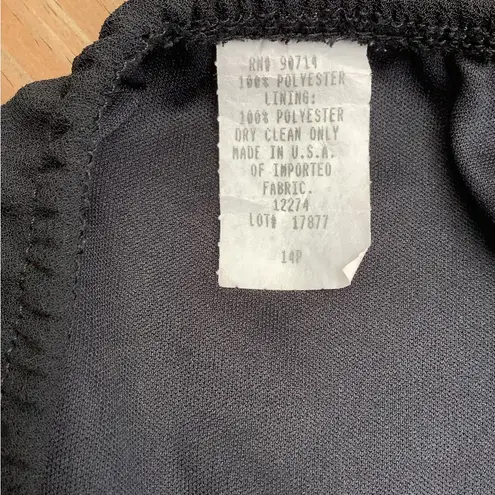 RN# 90714
100% POLYESTER
LINING:
100% POLYESTER
DRY CLEAN ONLY
MADE IN U.S.A.
OF IMPORTED
FABRIC.
12274
LOT# 17877
14P